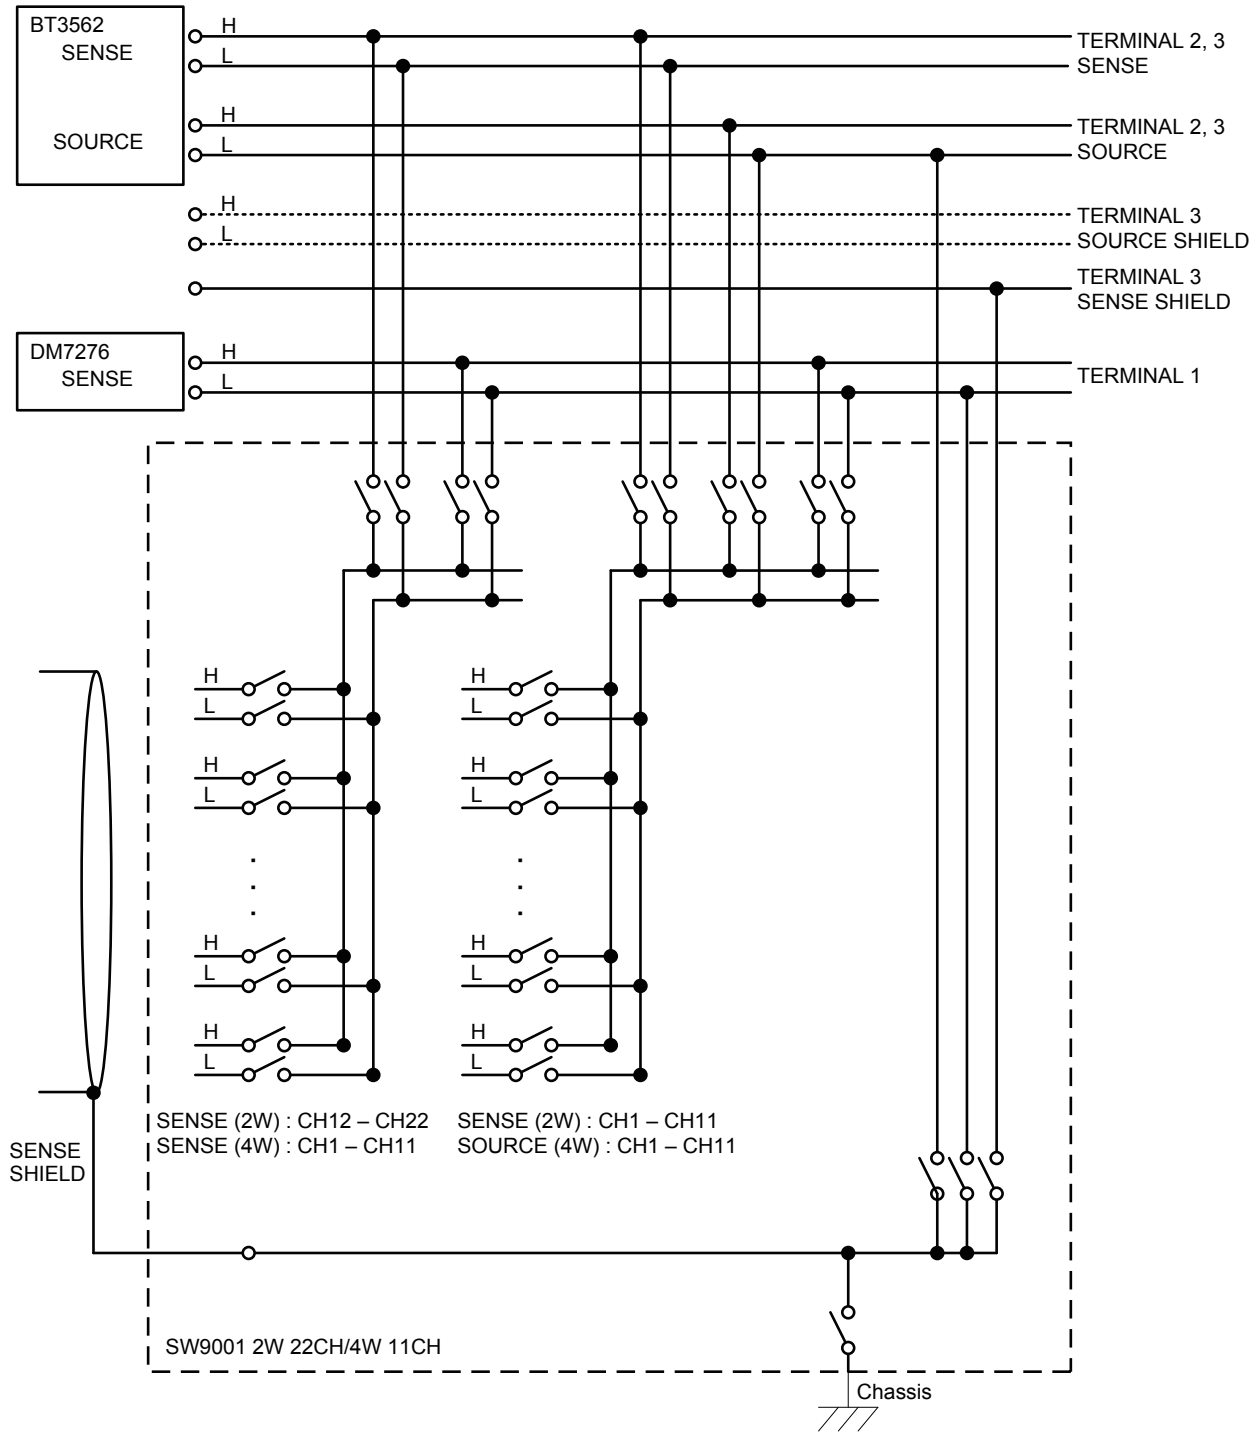 BT3562
SENSE
H
L
TERMINAL 2, 3
SENSE
SOURCE
H
L
TERMINAL 2, 3
SOURCE
H
L
TERMINAL 3
SOURCE SHIELD
TERMINAL 3
SENSE SHIELD
DM7276
SENSE
H
L
TERMINAL 1
H
L
H
L
H
L
H
L
H
L
H
L
H
L
H
L
SENSE (2W) : CH12 – CH22
SENSE (4W) : CH1 – CH11
SENSE (2W) : CH1 – CH11
SOURCE (4W) : CH1 – CH11
SENSE
SHIELD
SW9001 2W 22CH/4W 11CH
Chassis